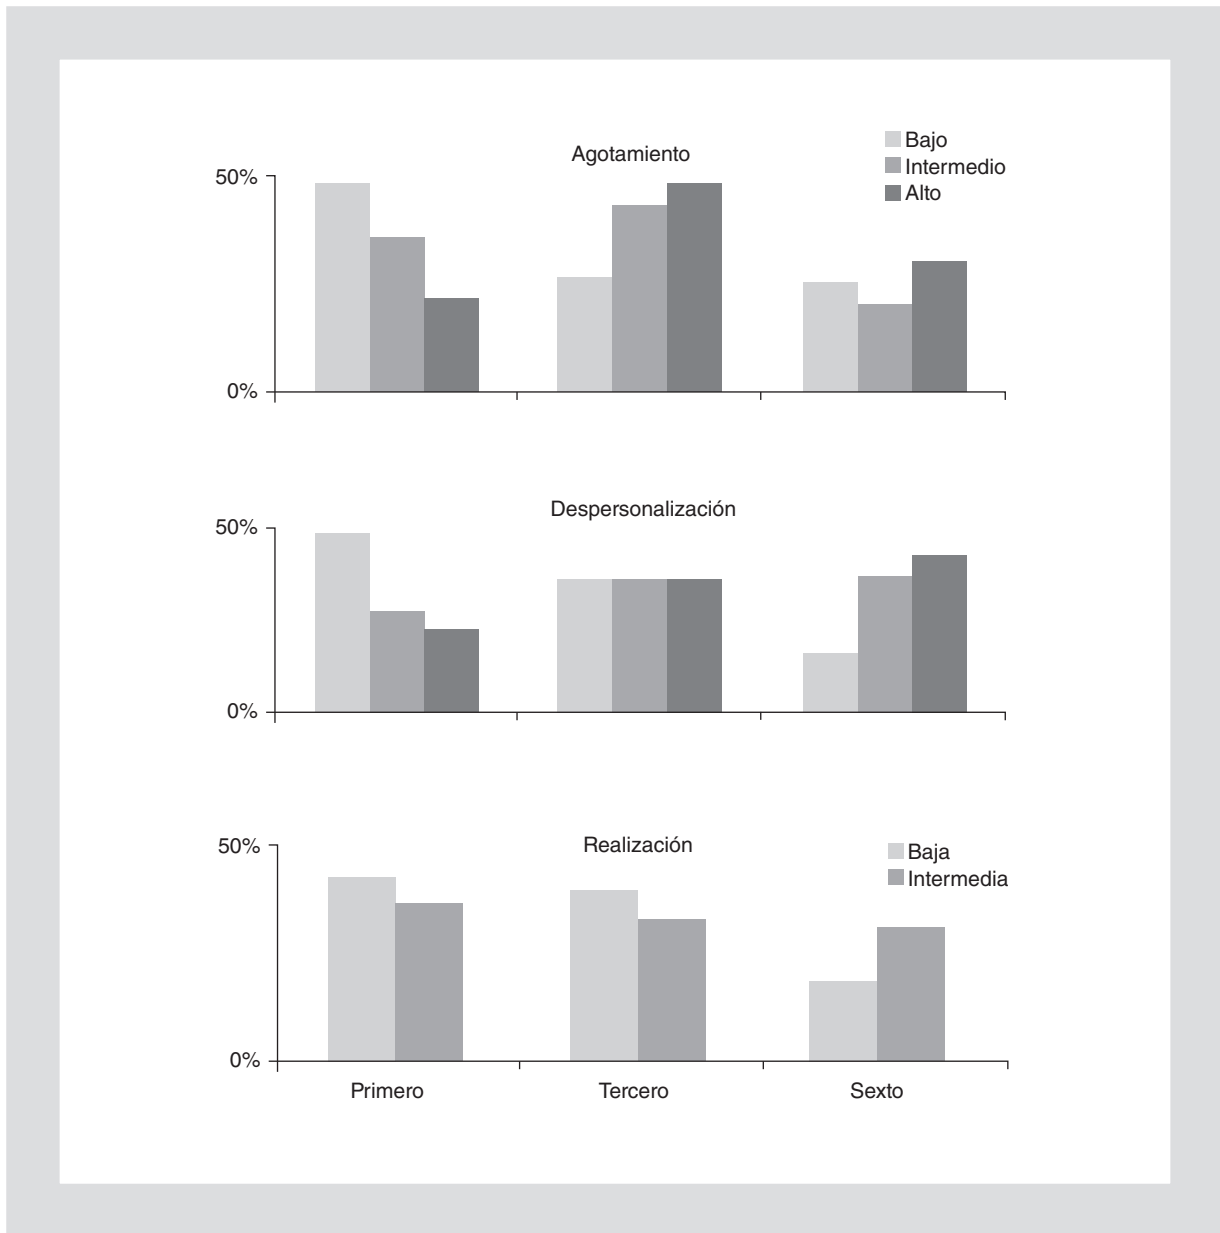 Agotamiento
Bajo
Intermedio
Alto
50%
0%
Despersonalización
50%
0%
Realización
Baja
Intermedia
50%
0%
Primero
Tercero
Sexto